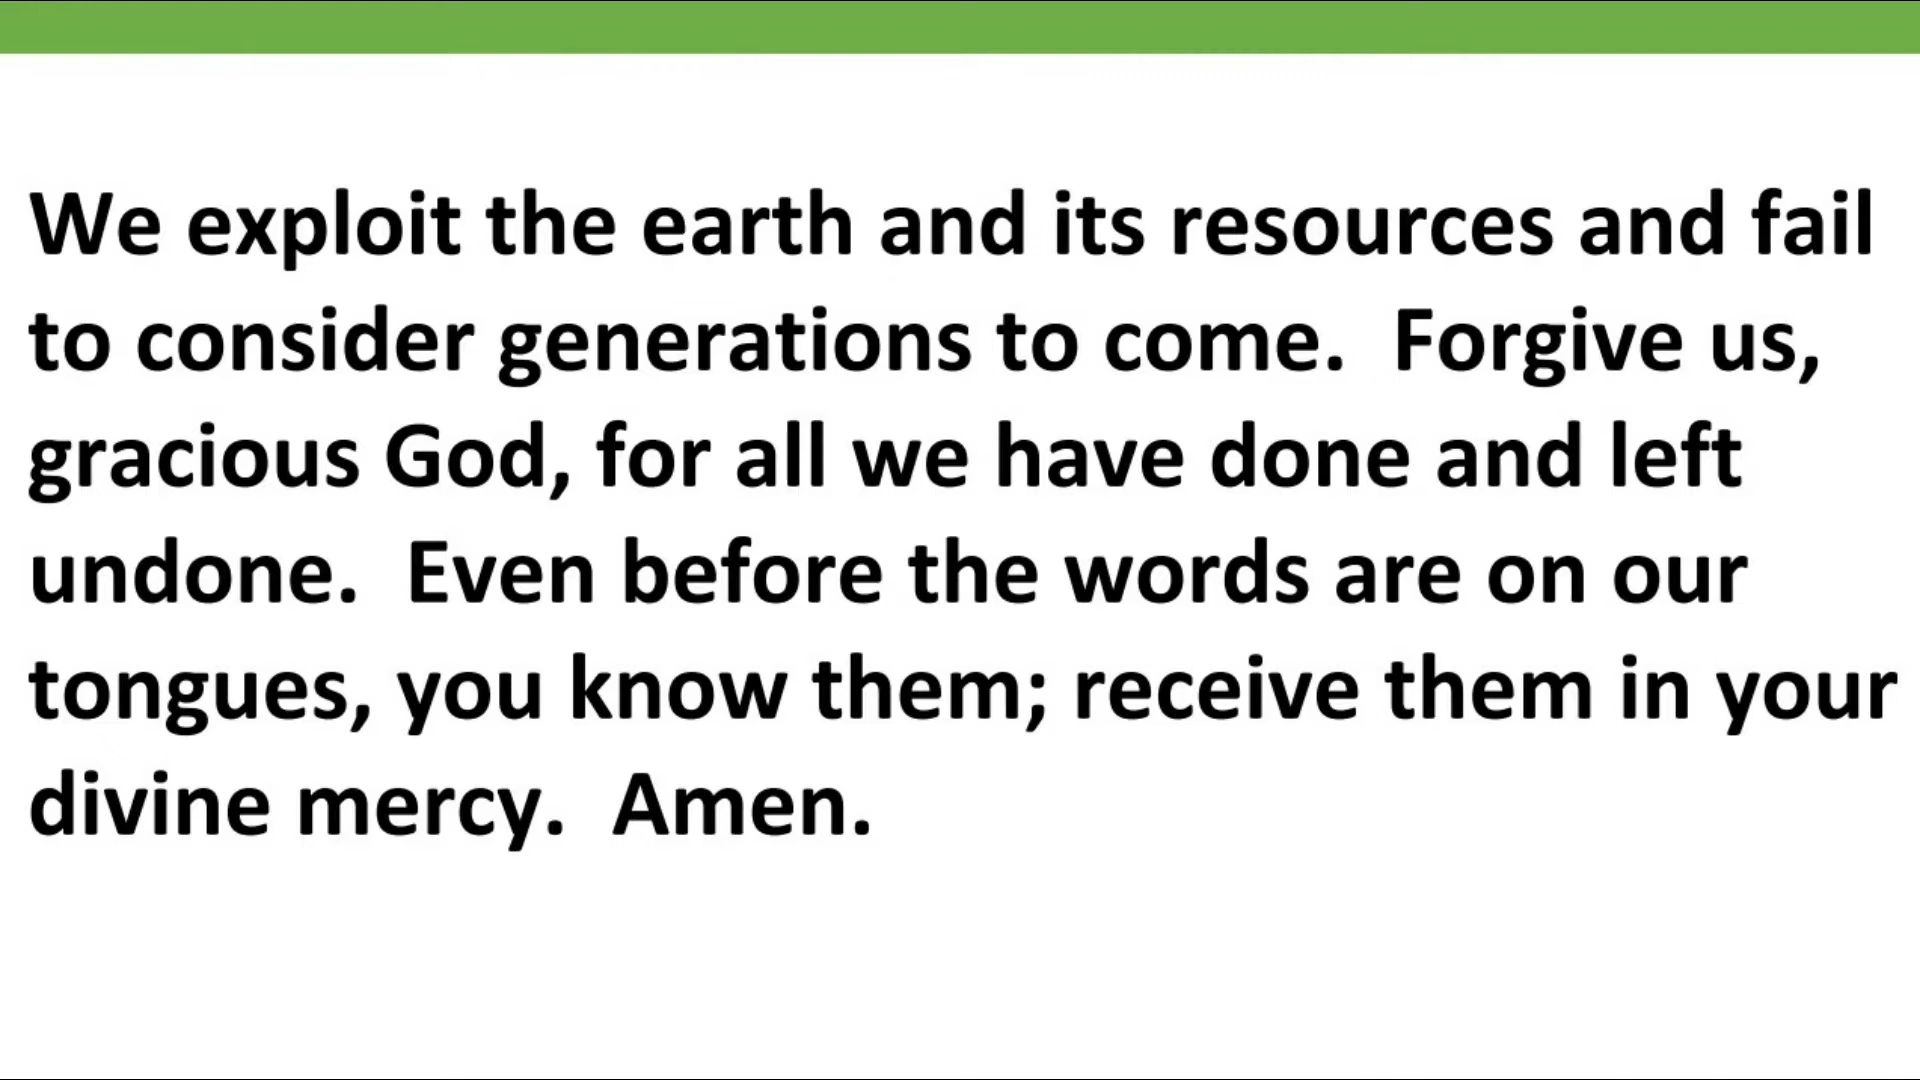 We exploit the earth and its resources and fail
to consider generations to come.  Forgive us,
gracious God, for all we have done and left
undone.  Even before the words are on our
tongues, you know them; receive them in your
divine mercy.  Amen.